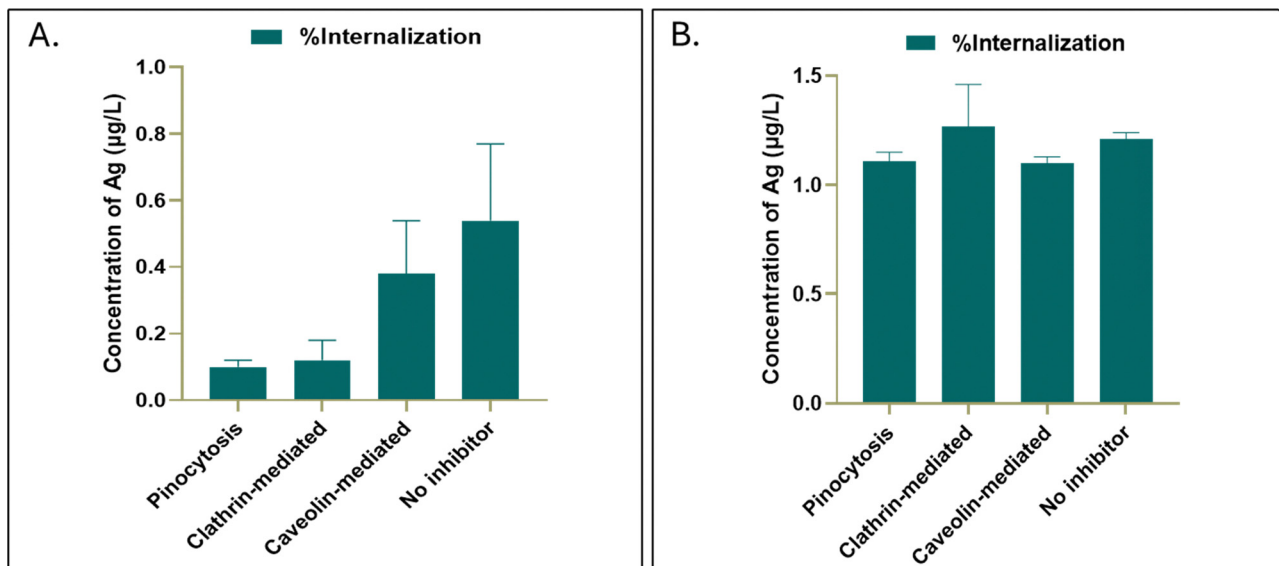 A.
%Internalization
Concentration of Ag (µg/L)
1.0
0.8
0.6
0.4
0.2
0.0
Pinocytosis
Clathrin-mediated
Caveolin-mediated
No inhibitor
B.
%Internalization
Concentration of Ag (µg/L)
1.5
1.0
0.5
0.0
Pinocytosis
Clathrin-mediated
Caveolin-mediated
No inhibitor